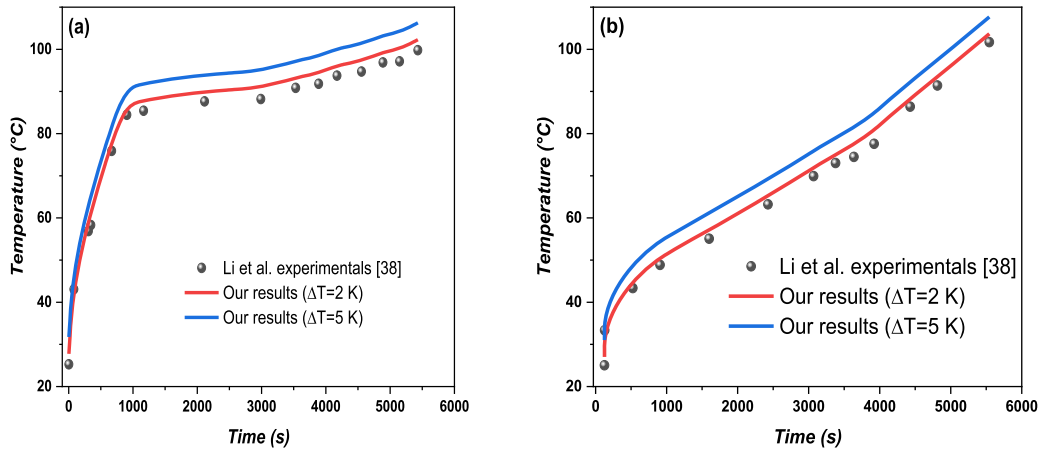 (a)
Temperature (°C)
100
80
60
40
20
Li et al. experimentals [38]
Our results (ΔT=2 K)
Our results (ΔT=5 K)
0
1000
2000
3000
4000
5000
6000
Time (s)
(b)
Temperature (°C)
100
80
60
40
20
Li et al. experimentals [38]
Our results (ΔT=2 K)
Our results (ΔT=5 K)
0
1000
2000
3000
4000
5000
6000
Time (s)